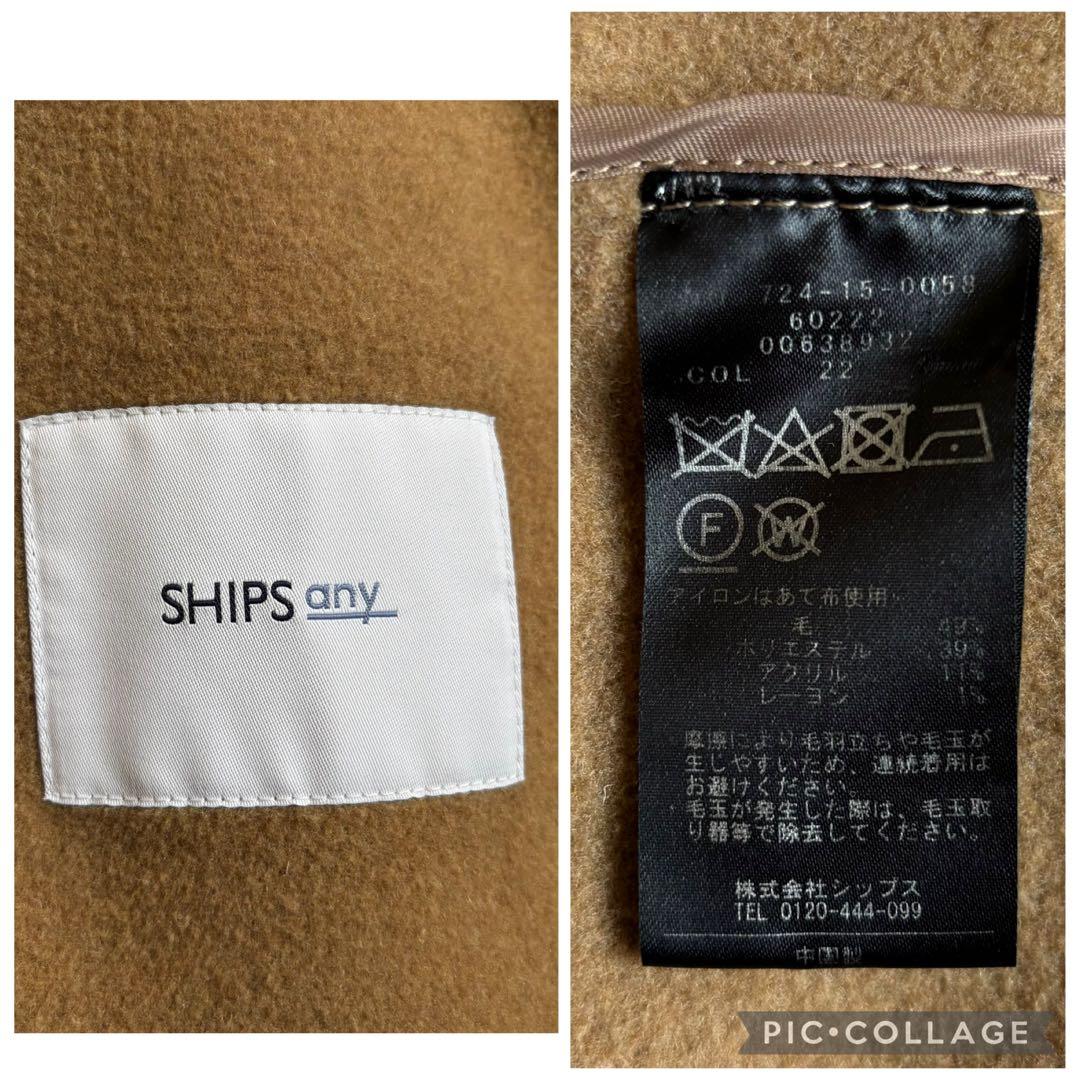 SHIPS any
724-15-0058
60222
00638932
COL 22
F
W
アイロンはあて布使用
毛 49%
ポリエステル 39%
アクリル 11%
レーヨン 1%
摩擦により毛羽立ちや毛玉が
生しやすいため、連続着用は
お避けください。
毛玉が発生した際は、毛玉取
り器等で除去してください。
株式会社シップス
TEL 0120-444-099
中国製
PIC•COLLAGE